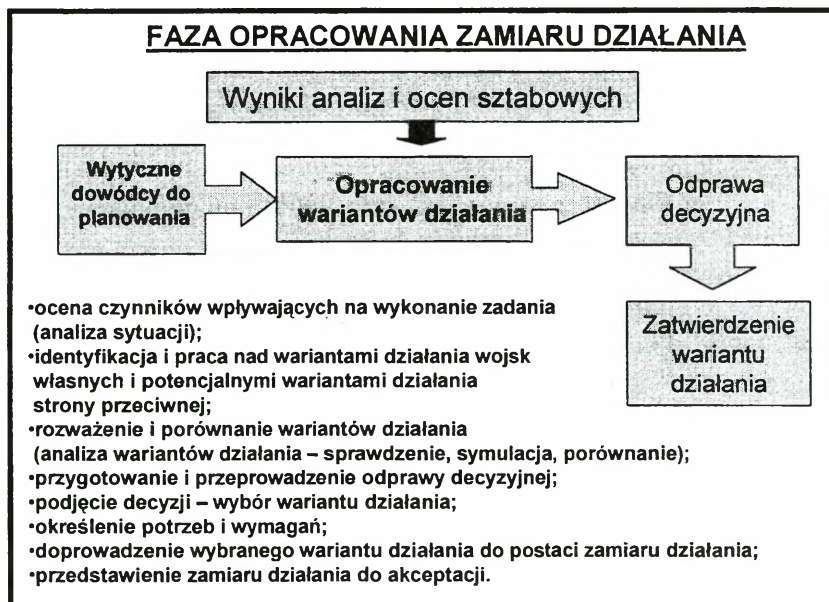 FAZA OPRACOWANIA ZAMIARU DZIAŁANIA
Wyniki analiz i ocen sztabowych
Wytyczne
dowódcy do
planowania
Opracowanie
wariantów działania
Odprawa
decyzyjna
Zatwierdzenie
wariantu
działania
•ocena czynników wpływających na wykonanie zadania
(analiza sytuacji);
•identyfikacja i praca nad wariantami działania wojsk
własnych i potencjalnymi wariantami działania
strony przeciwnej;
•rozważenie i porównanie wariantów działania
(analiza wariantów działania – sprawdzenie, symulacja, porównanie);
•przygotowanie i przeprowadzenie odprawy decyzyjnej;
•podjęcie decyzji – wybór wariantu działania;
•określenie potrzeb i wymagań;
•doprowadzenie wybranego wariantu działania do postaci zamiaru działania;
•przedstawienie zamiaru działania do akceptacji.